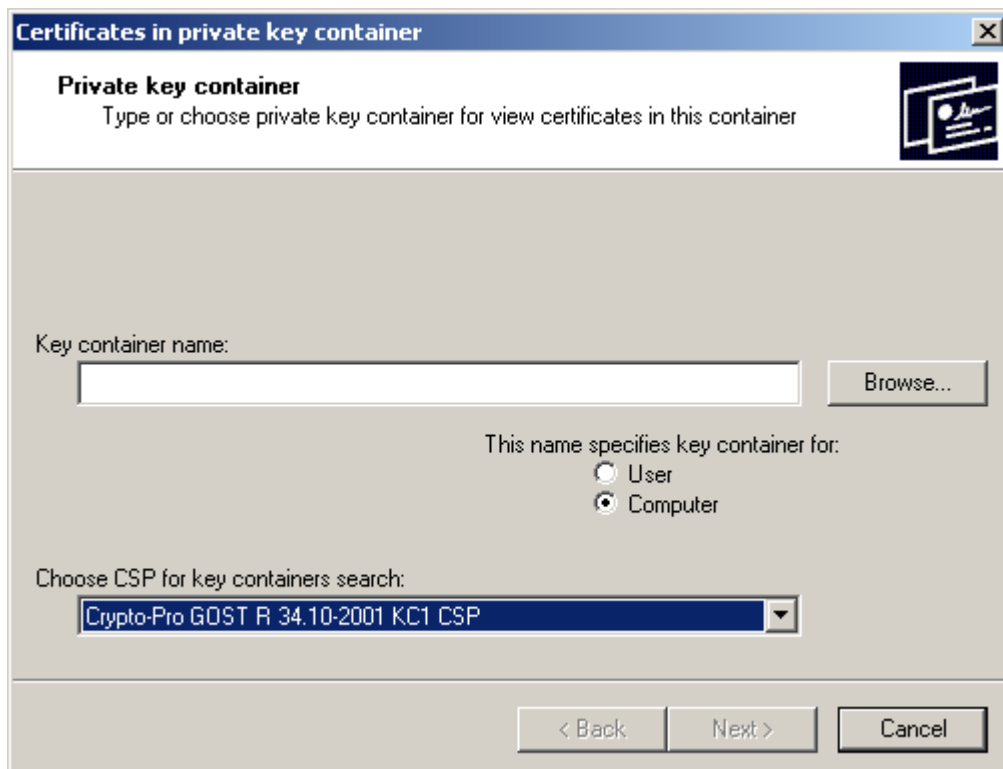 Certificates in private key container
Private key container
Type or choose private key container for view certificates in this container
Key container name:
Browse...
This name specifies key container for:
User
Computer
Choose CSP for key containers search:
Crypto-Pro GOST R 34.10-2001 KC1 CSP
< Back
Next >
Cancel